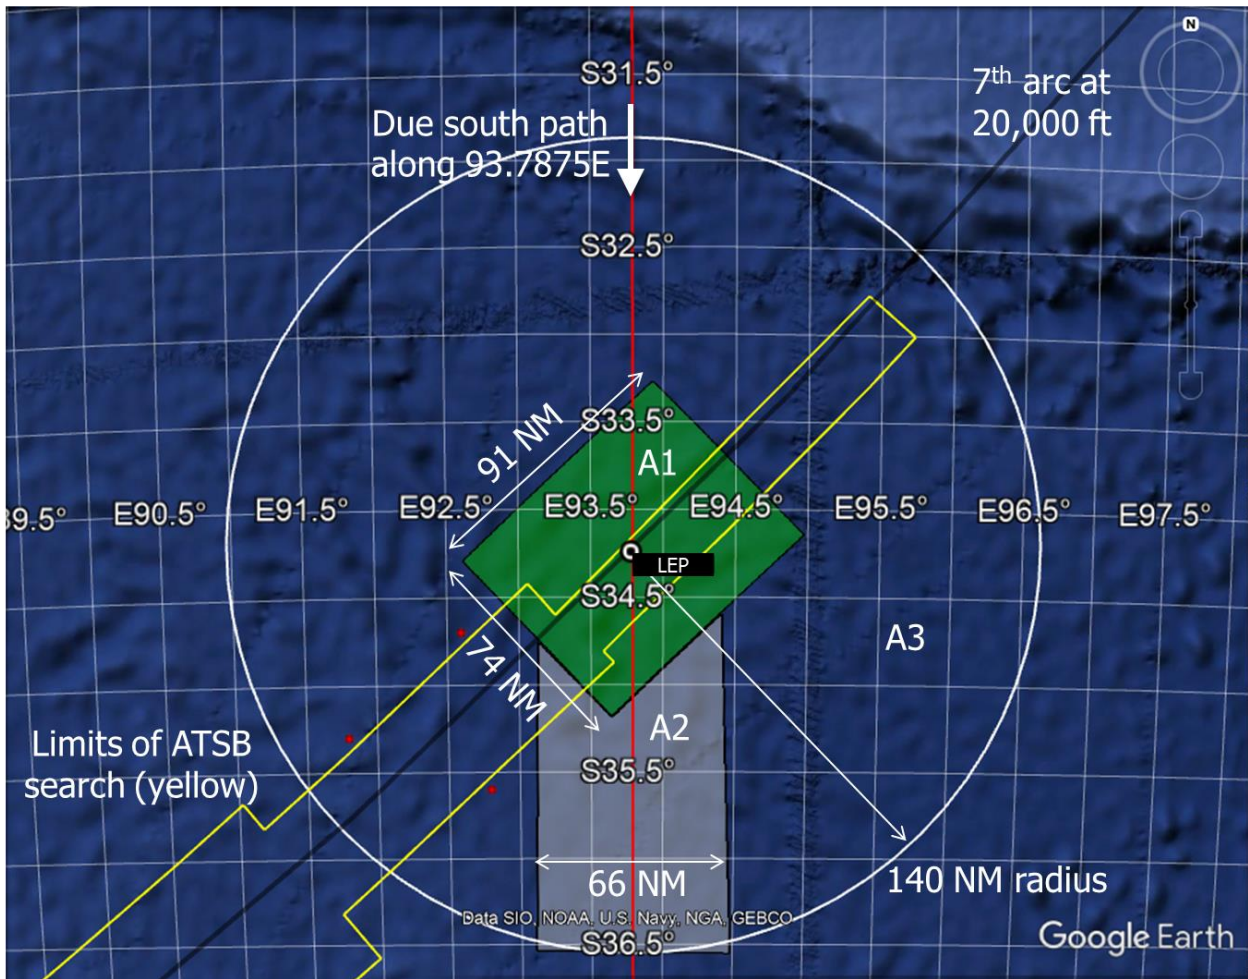 S31.5°
7th arc at
20,000 ft
N
Due south path
along 93.7875E
S32.5°
91 NM
S33.5°
A1
39.5°
E90.5°
E91.5°
E92.5°
E93.5°
E94.5°
E95.5°
E96.5°
E97.5°
LEP
S34.5°
A3
74 NM
Limits of ATSB
search (yellow)
A2
S35.5°
66 NM
140 NM radius
Data SIO, NOAA, U.S. Navy, NGA, GEBCO
S36.5°
Google Earth